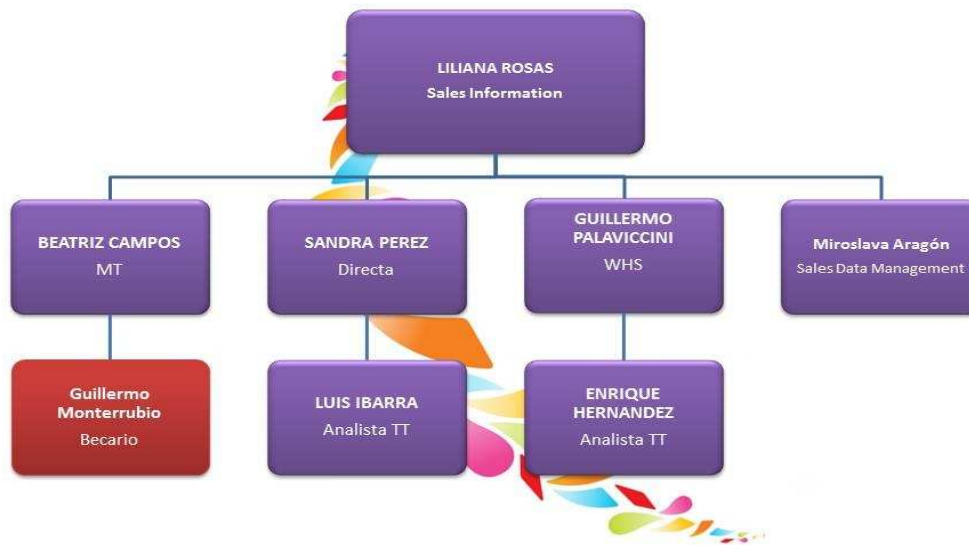 LILIANA ROSAS
Sales Information
BEATRIZ CAMPOS
MT
SANDRA PEREZ
Directa
GUILLERMO
PALAVICCINI
WHS
Miroslava Aragón
Sales Data Management
Guillermo
Monterrubio
Becario
LUIS IBARRA
Analista TT
ENRIQUE
HERNANDEZ
Analista TT